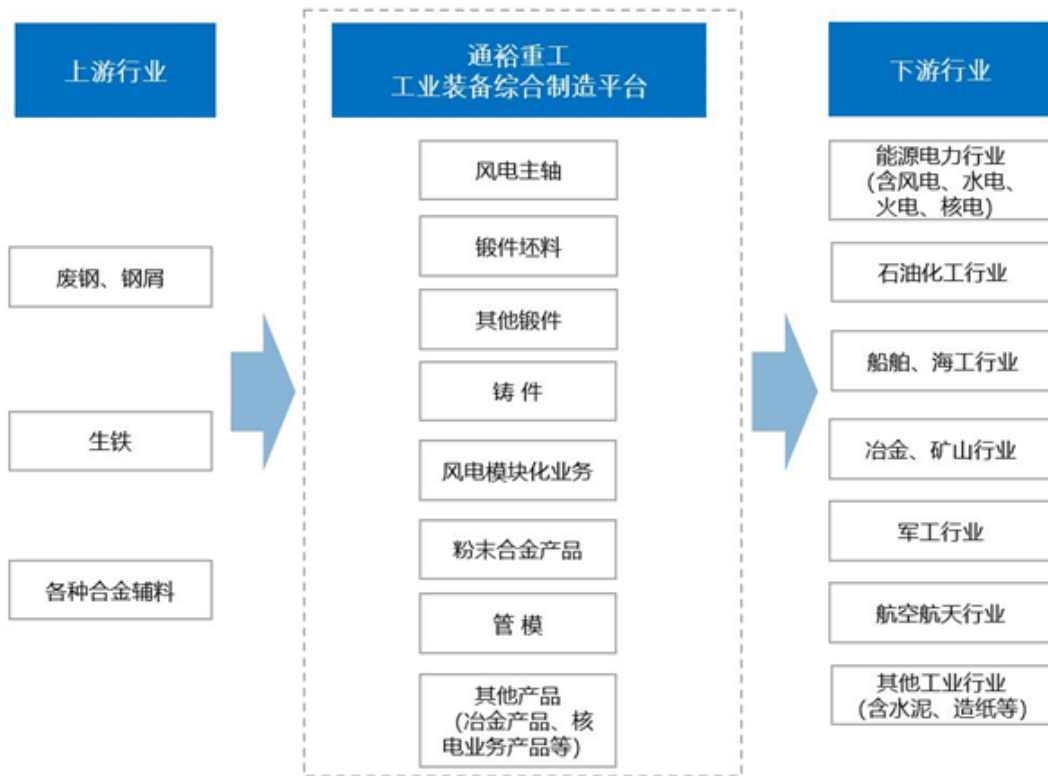 上游行业
废钢、钢屑
生铁
各种合金辅料
通裕重工
工业装备综合制造平台
风电主轴
锻件坯料
其他锻件
铸 件
风电模块化业务
粉末合金产品
管 模
其他产品
(冶金产品、核
电业务产品等)
下游行业
能源电力行业
(含风电、水电、
火电、核电)
石油化工行业
船舶、海工行业
冶金、矿山行业
军工行业
航空航天行业
其他工业行业
(含水泥、造纸等)